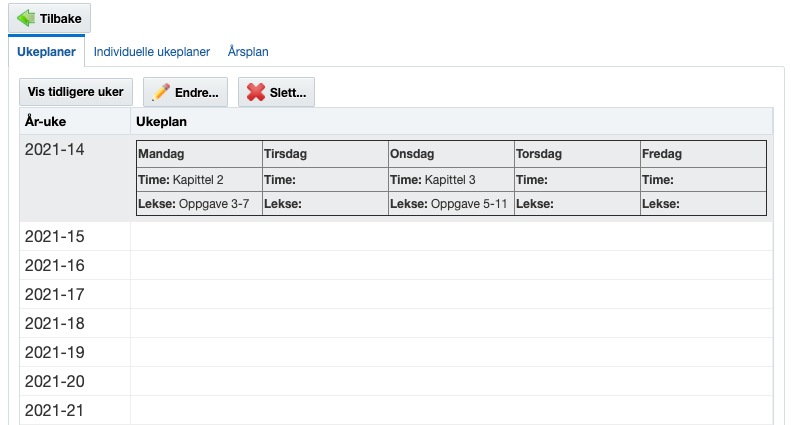 Tilbake
Ukeplaner Individuelle ukeplaner Årsplan
Vis tidligere uker Endre... Slett...
År-uke Ukeplan
2021-14
Mandag Tirsdag Onsdag Torsdag Fredag
Time: Kapittel 2 Time: Time: Kapittel 3 Time: Time:
Lekse: Oppgave 3-7 Lekse: Lekse: Oppgave 5-11 Lekse: Lekse:
2021-15
2021-16
2021-17
2021-18
2021-19
2021-20
2021-21